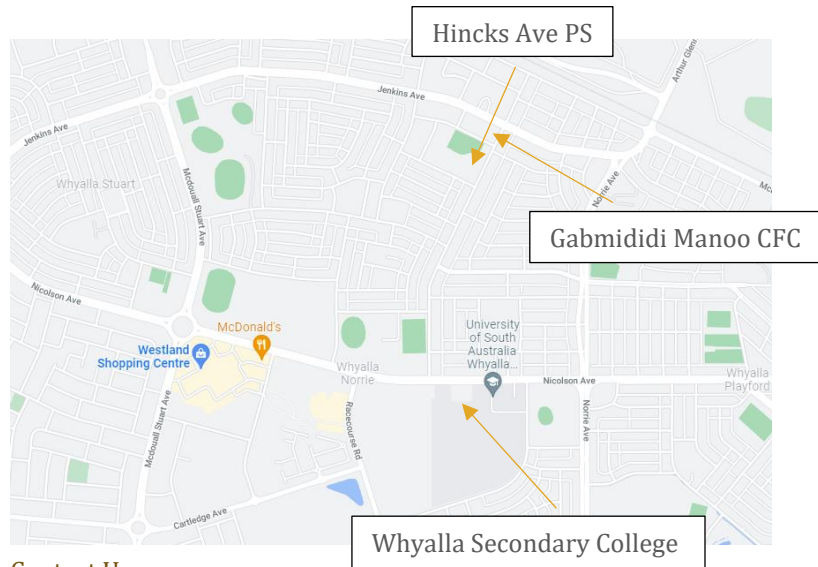 Hincks Ave PS
Arthur Glenn
Jenkins Ave
Jenkins Ave
Whyalla Stuart
Mcdouall Stuart Ave
Norrie Ave
Gabmididi Manoo CFC
Nicolson Ave
McDonald's
University
of South
Australia
Whyalla...
Westland
Shopping Centre
Whyalla
Norrie
Nicolson Ave
Whyalla
Playford
Mcdouall Stuart Ave
Racecourse Rd
Norrie Ave
Cartledge Ave
Whyalla Secondary College